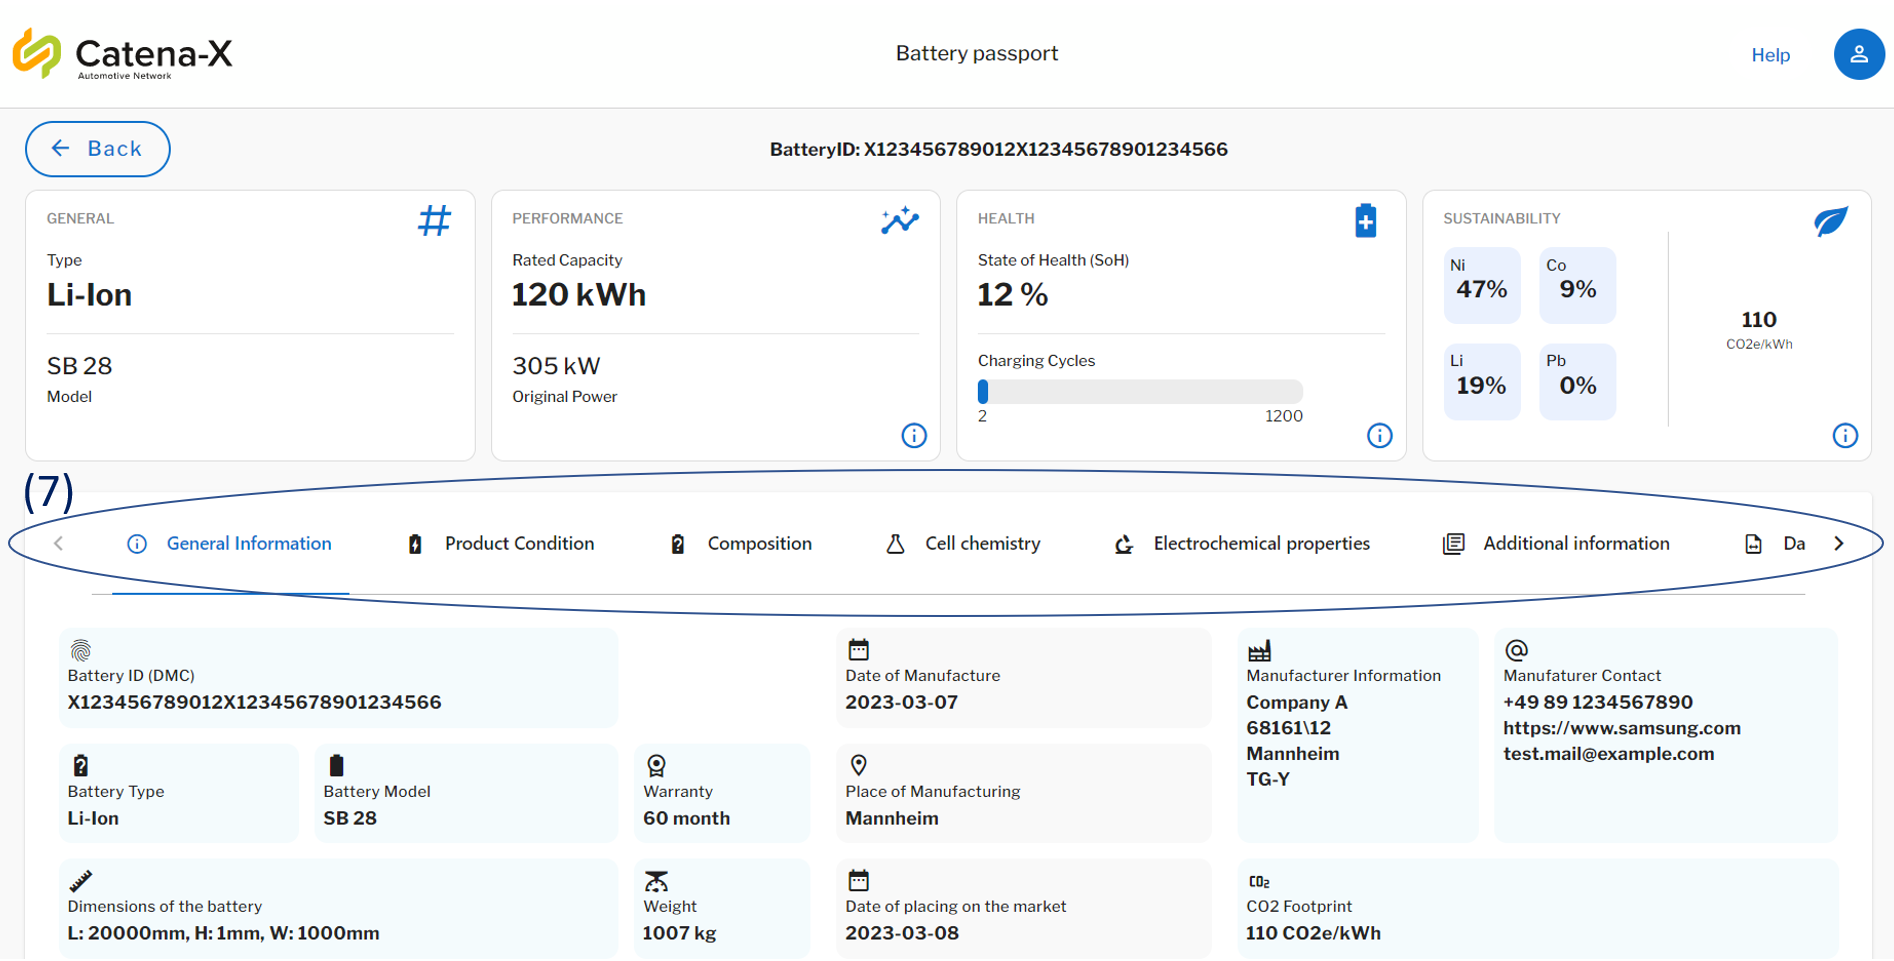 Catena-X
Automotive Network
Battery passport
Help
Back
BatteryID: X123456789012X12345678901234566
GENERAL
Type
Li-Ion
SB 28
Model
PERFORMANCE
Rated Capacity
120 kWh
305 kW
Original Power
HEALTH
State of Health (SoH)
12 %
Charging Cycles
2 1200
SUSTAINABILITY
Ni
47%
Co
9%
Li
19%
Pb
0%
110
CO2e/kWh
(7)
General Information Product Condition Composition Cell chemistry Electrochemical properties Additional information Da
Battery ID (DMC)
X123456789012X12345678901234566
Date of Manufacture
2023-03-07
Manufacturer Information
Company A
68161\12
Mannheim
TG-Y
Manufaturer Contact
+49 89 1234567890
https://www.samsung.com
test.mail@example.com
Battery Type
Li-Ion
Battery Model
SB 28
Warranty
60 month
Place of Manufacturing
Mannheim
Dimensions of the battery
L: 20000mm, H: 1mm, W: 1000mm
Weight
1007 kg
Date of placing on the market
2023-03-08
CO2
CO2 Footprint
110 CO2e/kWh